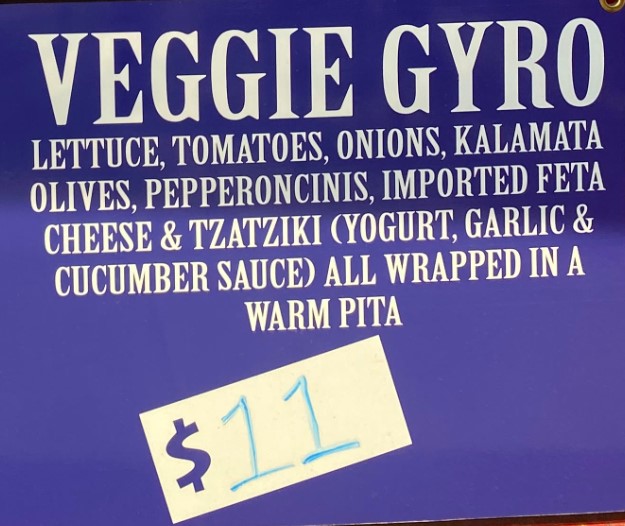 VEGGIE GYRO
LETTUCE, TOMATOES, ONIONS, KALAMATA
OLIVES, PEPPERONCINIS, IMPORTED FETA
CHEESE & TZATZIKI (YOGURT, GARLIC &
CUCUMBER SAUCE) ALL WRAPPED IN A
WARM PITA
$11